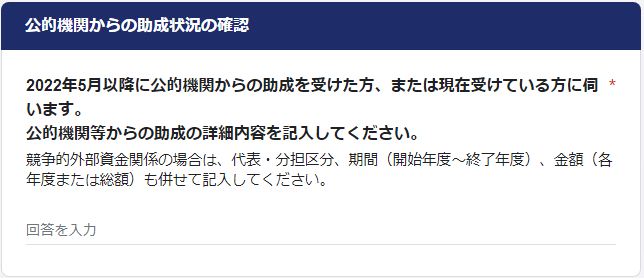 公的機関からの助成状況の確認
2022年5月以降に公的機関からの助成を受けた方、または現在受けている方に伺 *
います。
公的機関等からの助成の詳細内容を記入してください。
競争的外部資金関係の場合は、代表・分担区分、期間（開始年度～終了年度）、金額（各
年度または総額）も併せて記入してください。
回答を入力